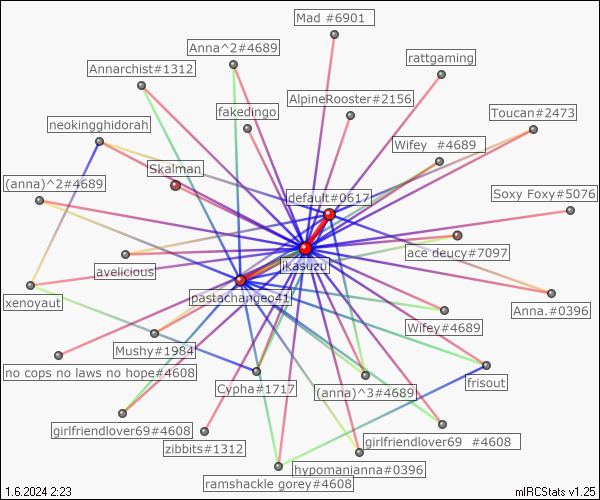 Mad #6901
Anna^2#4689
rattgaming
Annarchist#1312
AlpineRooster#2156
fakedingo
Toucan#2473
neokingghidorah
Wifey  #4689
Skalman
(anna)^2#4689
default#0617
Soxy Foxy#5076
ace deucy#7097
jkasuzu
avelicious
xenoyaut
pastachangeo41
Anna.#0396
Wifey#4689
Mushy#1984
no cops no laws no hope#4608
Cypha#1717
(anna)^3#4689
frisout
girlfriendlover69#4608
zibbits#1312
girlfriendlover69  #4608
hypomanianna#0396
ramshackle gorey#4608
1.6.2024 2:23
mIRCStats v1.25